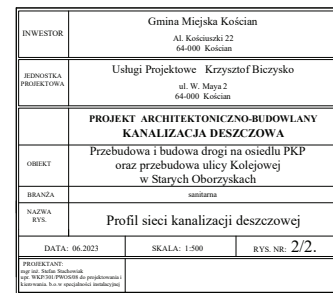 INWESTOR
Gmina Miejska Kościan
Al. Kościuszki 22
64-000 Kościan
JEDNOSTKA
PROJEKTOWA
Usługi Projektowe Krzysztof Biczysko
ul. W. Maya 2
64-000 Kościan
PROJEKT ARCHITEKTONICZNO-BUDOWLANY
KANALIZACJA DESZCZOWA
OBIEKT
Przebudowa i budowa drogi na osiedlu PKP
oraz przebudowa ulicy Kolejowej
w Starych Oborzyskach
BRANŻA
sanitarna
NAZWA
RYS.
Profil sieci kanalizacji deszczowej
DATA: 06.2023 SKALA: 1:500 RYS. NR: 2/2.
PROJEKTANT:
mgr inż. Stefan Stachowiak
upr. WKP/301/PWOS/08 do projektowania i
kierowania b.o w specjalności instalacyjnej